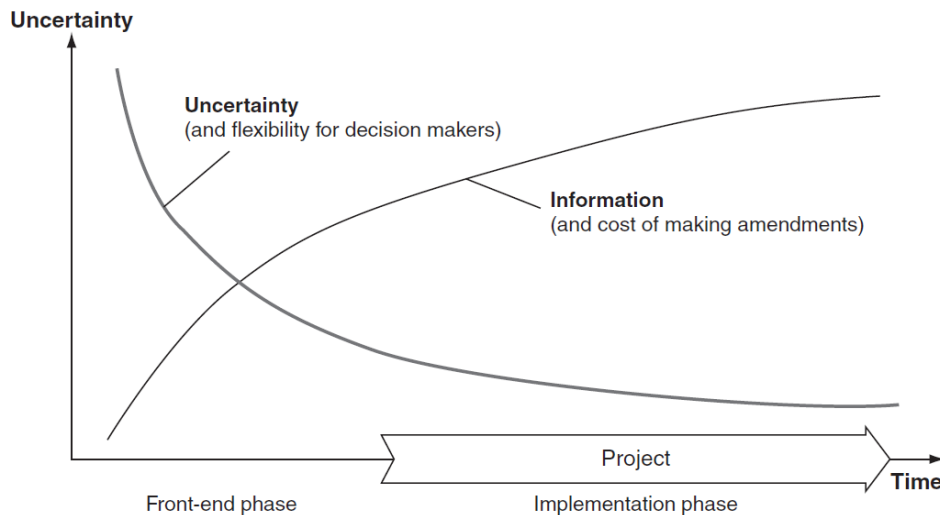 Uncertainty
Uncertainty
(and flexibility for decision makers)
Information
(and cost of making amendments)
Project
Time
Front-end phase
Implementation phase